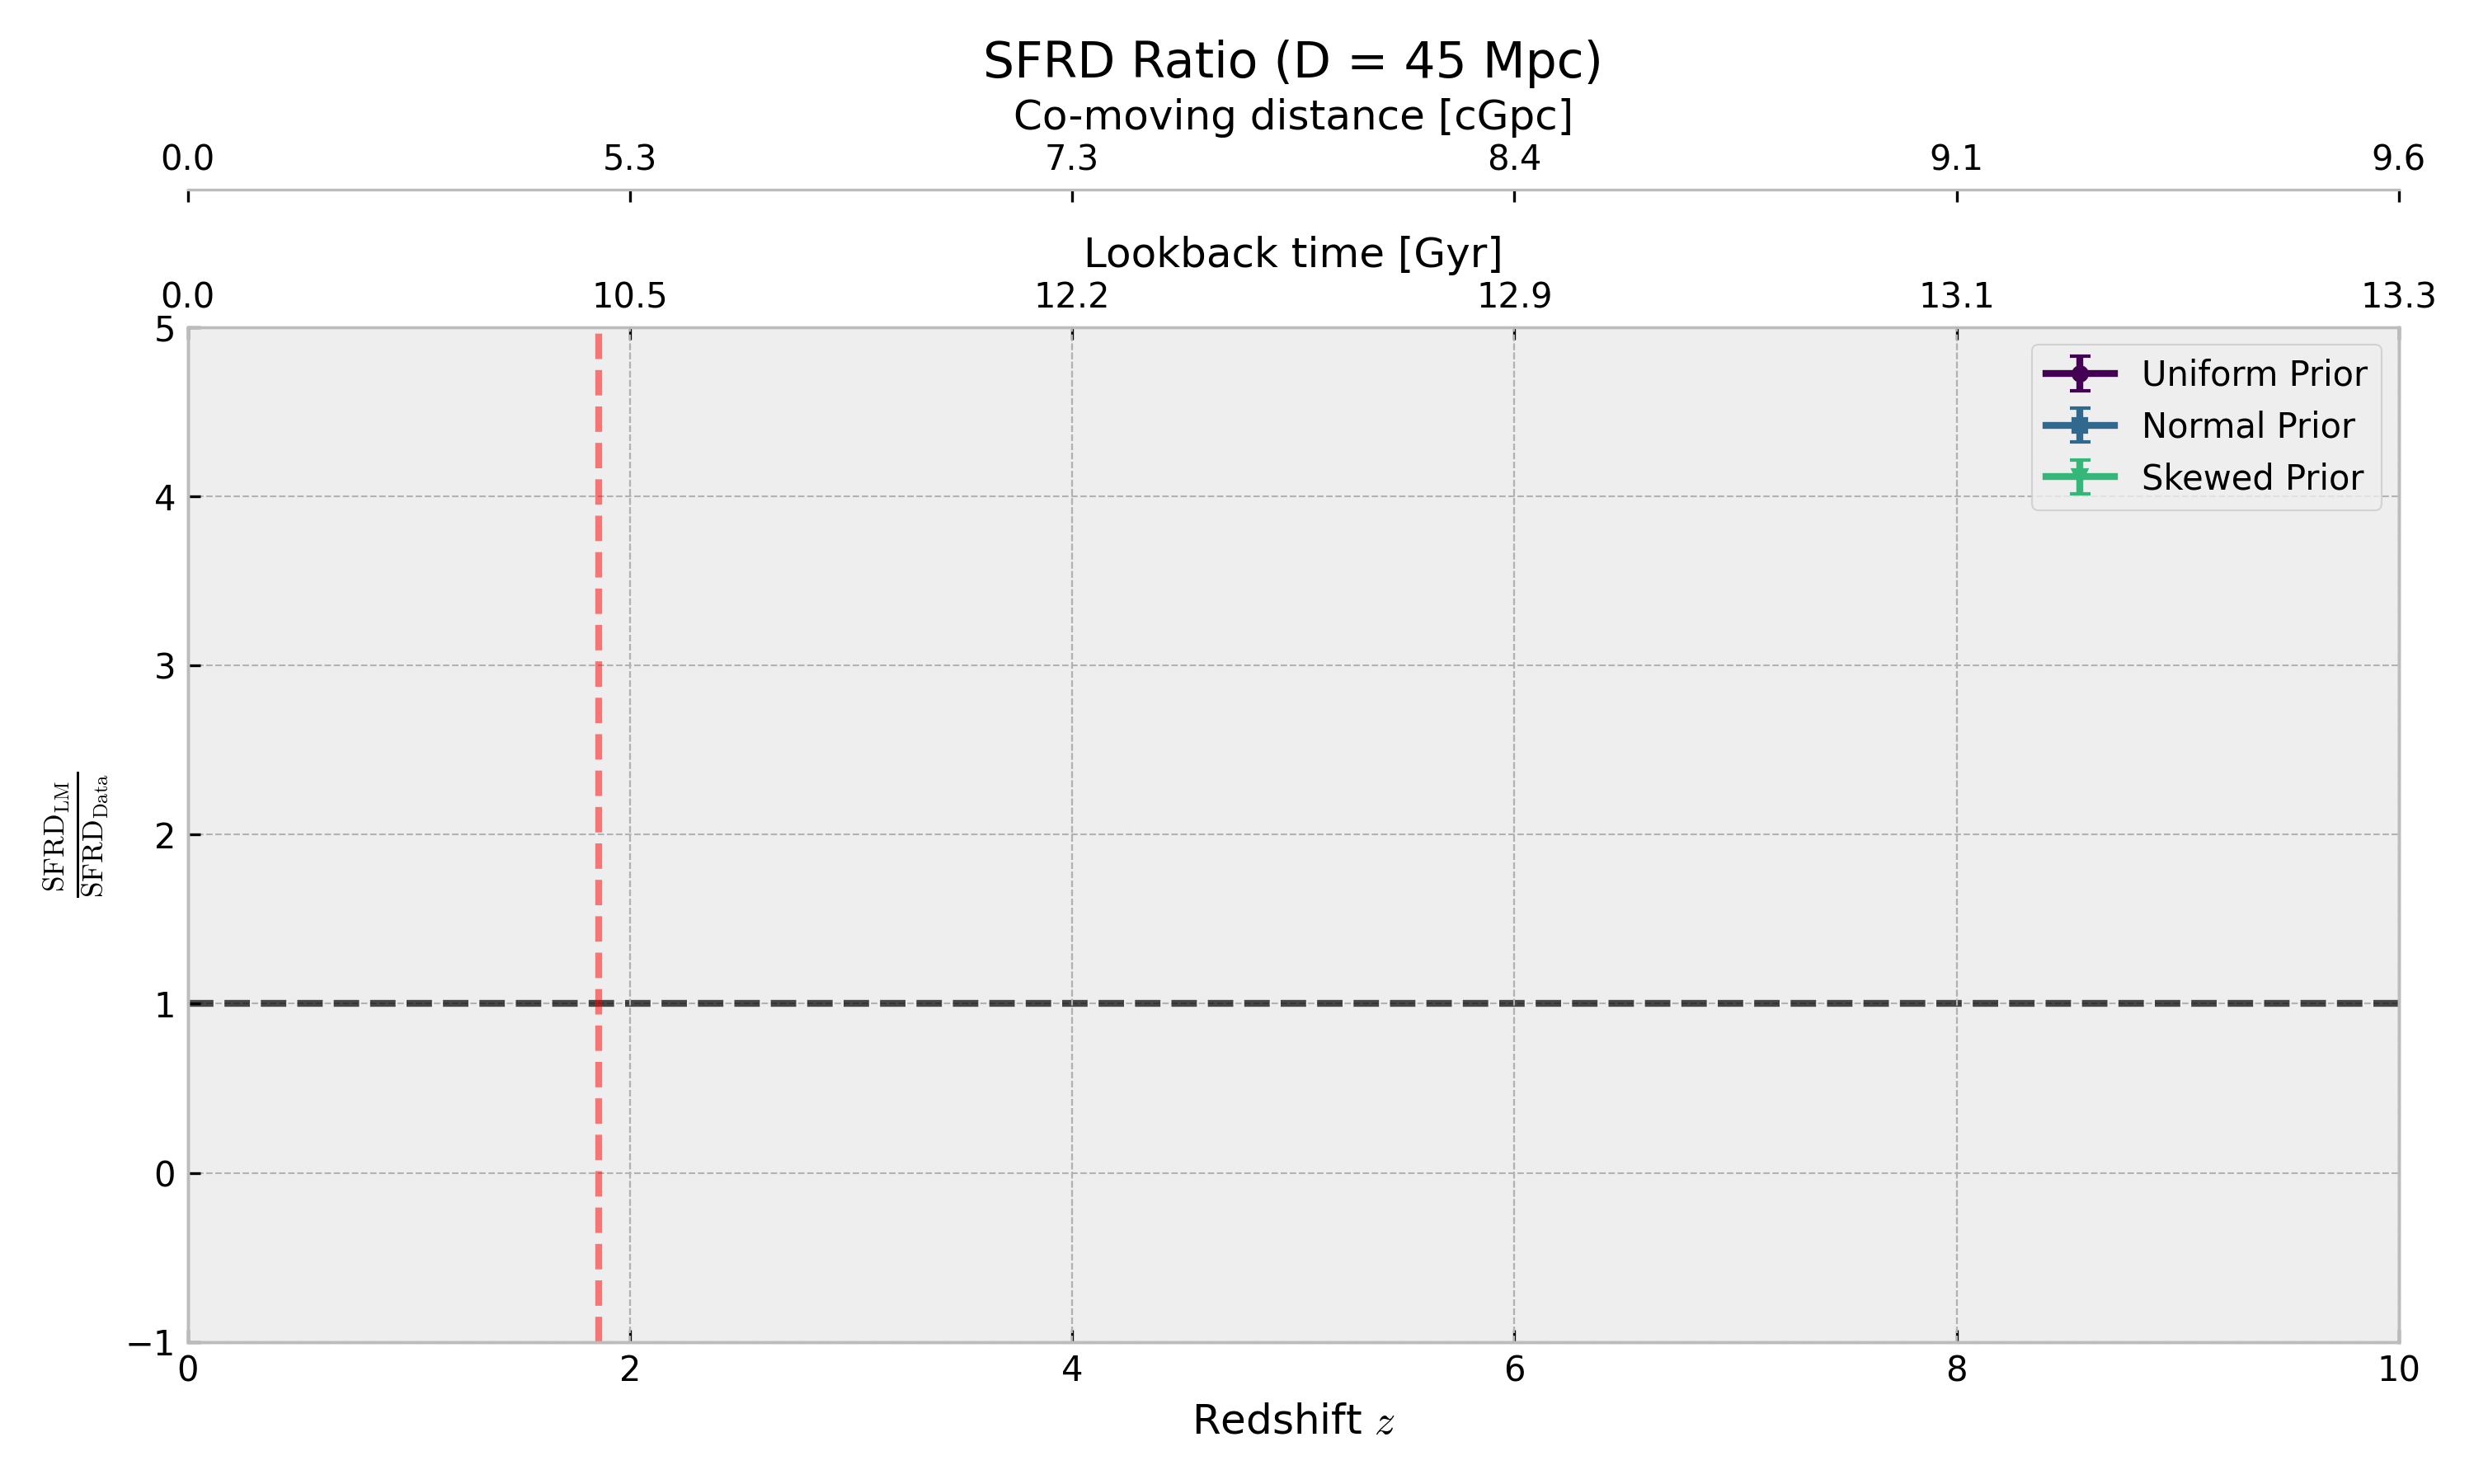 SFRD Ratio (D = 45 Mpc)
Co-moving distance [cGpc]
0.0 5.3 7.3 8.4 9.1 9.6
Lookback time [Gyr]
0.0 10.5 12.2 12.9 13.1 13.3
5
4
3
2
1
0
−1
SFRD_LM
SFRD_Data
Uniform Prior
Normal Prior
Skewed Prior
0 2 4 6 8 10
Redshift z